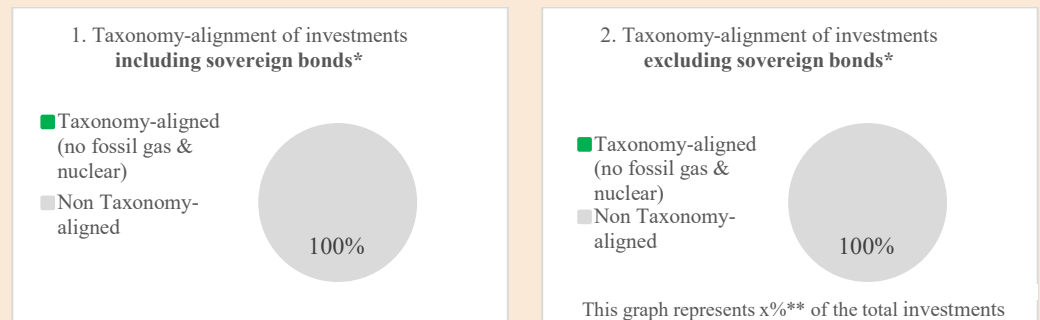 1. Taxonomy-alignment of investments
including sovereign bonds*
Taxonomy-aligned
(no fossil gas &
nuclear)
Non Taxonomy-
aligned
100%
2. Taxonomy-alignment of investments
excluding sovereign bonds*
Taxonomy-aligned
(no fossil gas &
nuclear)
Non Taxonomy-
aligned
100%
This graph represents x%** of the total investments